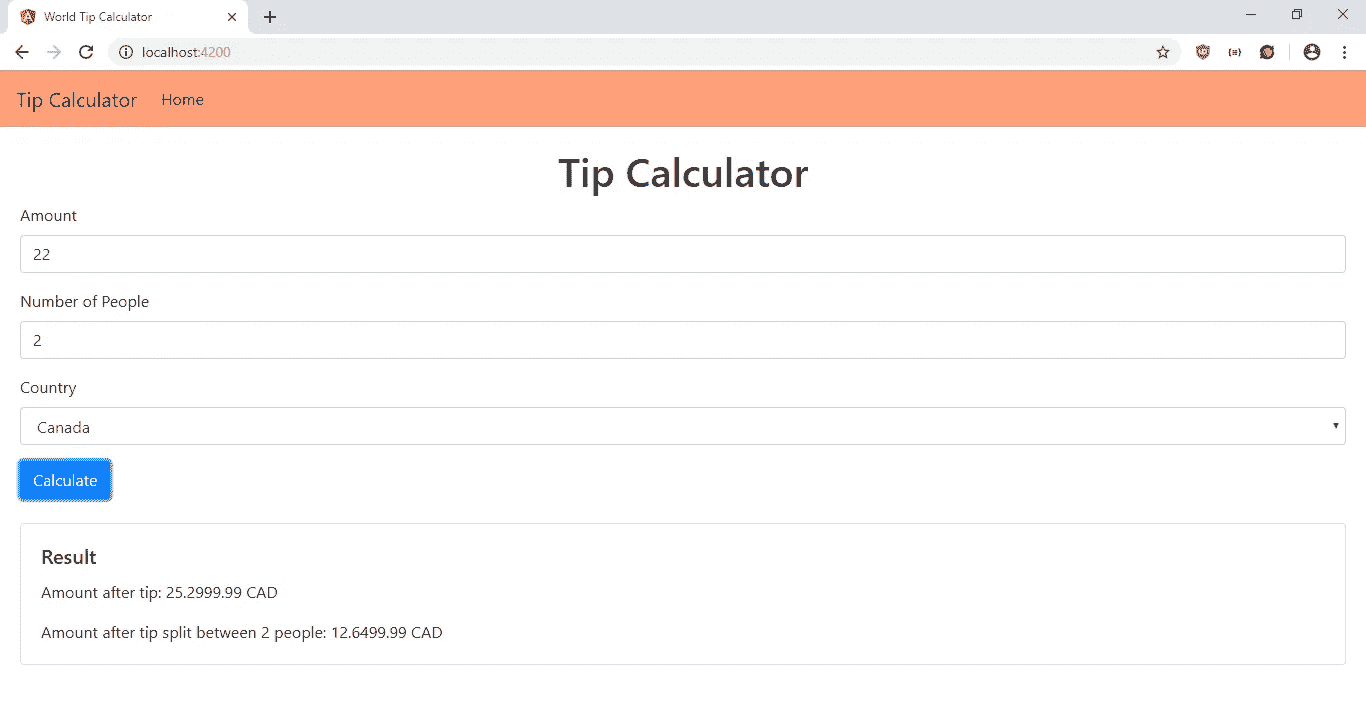 World Tip Calculator
localhost:4200
Tip Calculator Home
Tip Calculator
Amount
22
Number of People
2
Country
Canada
Calculate
Result
Amount after tip: 25.2999.99 CAD
Amount after tip split between 2 people: 12.6499.99 CAD